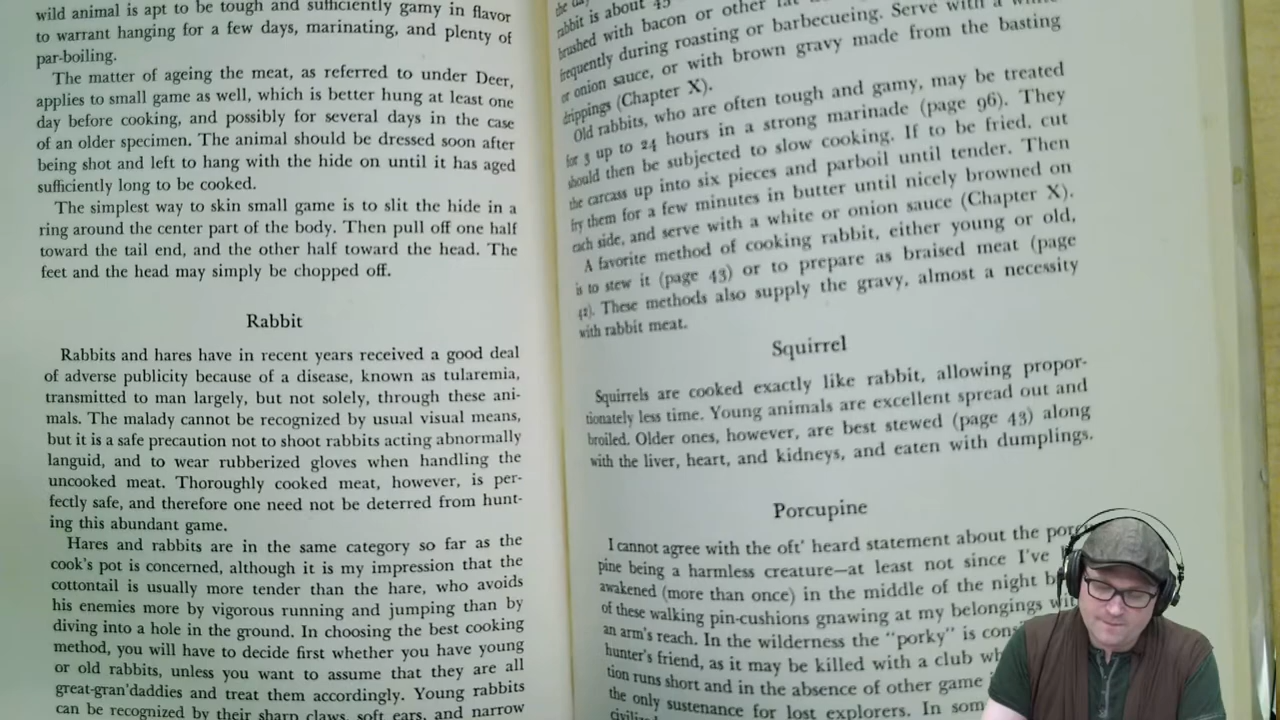 wild animal is apt to be tough and sufficiently gamy in flavor
to warrant hanging for a few days, marinating, and plenty of
par-boiling.
The matter of ageing the meat, as referred to under Deer,
applies to small game as well, which is better hung at least one
day before cooking, and possibly for several days in the case
of an older specimen. The animal should be dressed soon after
being shot and left to hang with the hide on until it has aged
sufficiently long to be cooked.
The simplest way to skin small game is to slit the hide in a
ring around the center part of the body. Then pull off one half
toward the tail end, and the other half toward the head. The
feet and the head may simply be chopped off.
Rabbit
Rabbits and hares have in recent years received a good deal
of adverse publicity because of a disease, known as tularemia,
transmitted to man largely, but not solely, through these ani-
mals. The malady cannot be recognized by usual visual means,
but it is a safe precaution not to shoot rabbits acting abnormally
languid, and to wear rubberized gloves when handling the
uncooked meat. Thoroughly cooked meat, however, is per-
fectly safe, and therefore one need not be deterred from hunt-
ing this abundant game.
Hares and rabbits are in the same category so far as the
cook's pot is concerned, although it is my impression that the
cottontail is usually more tender than the hare, who avoids
his enemies more by vigorous running and jumping than by
diving into a hole in the ground. In choosing the best cooking
method, you will have to decide first whether you have young
or old rabbits, unless you want to assume that they are all
great-gran'daddies and treat them accordingly. Young rabbits
can be recognized by their sharp claws, soft ears, and narrow
rabbit is about 45
brushed with bacon or other fat
frequently during roasting or barbecueing. Serve with a
or onion sauce, or with brown gravy made from the basting
drippings (Chapter X).
Old rabbits, who are often tough and gamy, may be treated
for 3 up to 24 hours in a strong marinade (page 96). They
should then be subjected to slow cooking. If to be fried, cut
the carcass up into six pieces and parboil until tender. Then
fry them for a few minutes in butter until nicely browned on
each side, and serve with a white or onion sauce (Chapter X).
A favorite method of cooking rabbit, either young or old,
is to stew it (page 43) or to prepare as braised meat (page
42). These methods also supply the gravy, almost a necessity
with rabbit meat.
Squirrel
Squirrels are cooked exactly like rabbit, allowing propor-
tionately less time. Young animals are excellent spread out and
broiled. Older ones, however, are best stewed (page 43) along
with the liver, heart, and kidneys, and eaten with dumplings.
Porcupine
I cannot agree with the oft' heard statement about the
pine being a harmless creature—at least not since I've
awakened (more than once) in the middle of the night
of these walking pin-cushions gnawing at my belongings
an arm's reach. In the wilderness the "porky" is
hunter's friend, as it may be killed with a club
tion runs short and in the absence of other game
the only sustenance for lost explorers. In